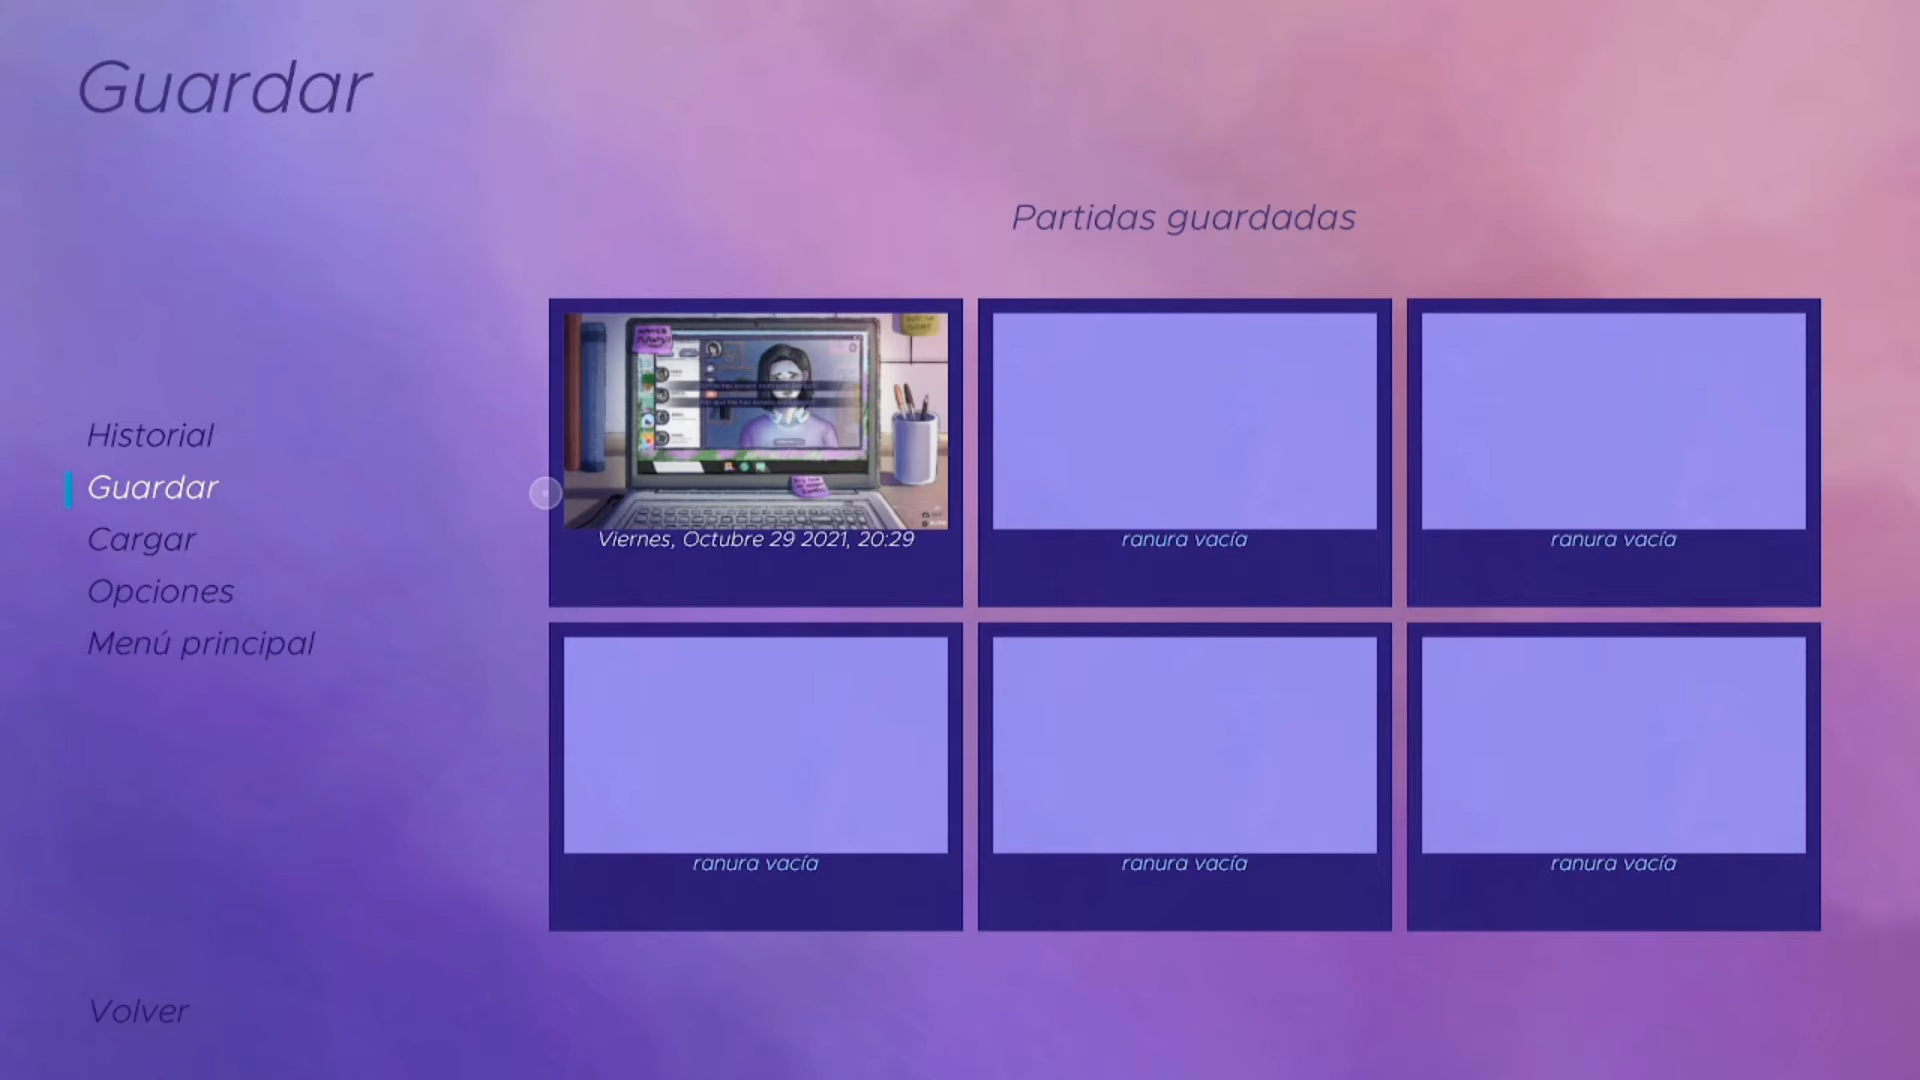 Guardar
Partidas guardadas
Historial
Guardar
Cargar
Opciones
Menú principal
Viernes, Octubre 29 2021, 20:29
ranura vacía
ranura vacía
ranura vacía
ranura vacía
ranura vacía
Volver